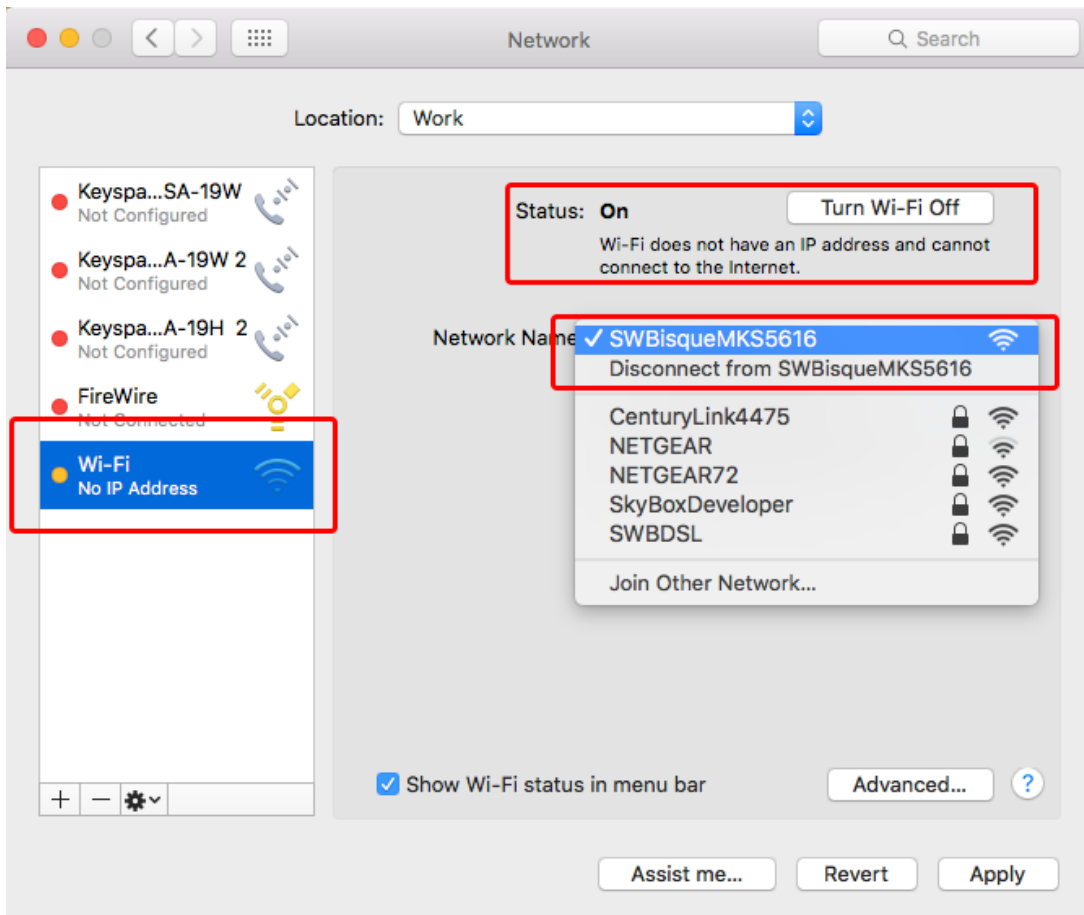 Network
Search
Location: Work
Keyspa...SA-19W
Not Configured
Keyspa...A-19W 2
Not Configured
Keyspa...A-19H 2
Not Configured
FireWire
Not Connected
Wi-Fi
No IP Address
Status: On
Turn Wi-Fi Off
Wi-Fi does not have an IP address and cannot
connect to the Internet.
Network Name
SWBisqueMKS5616
Disconnect from SWBisqueMKS5616
CenturyLink4475
NETGEAR
NETGEAR72
SkyBoxDeveloper
SWBDSL
Join Other Network...
Show Wi-Fi status in menu bar
Advanced...
?
Assist me...
Revert
Apply